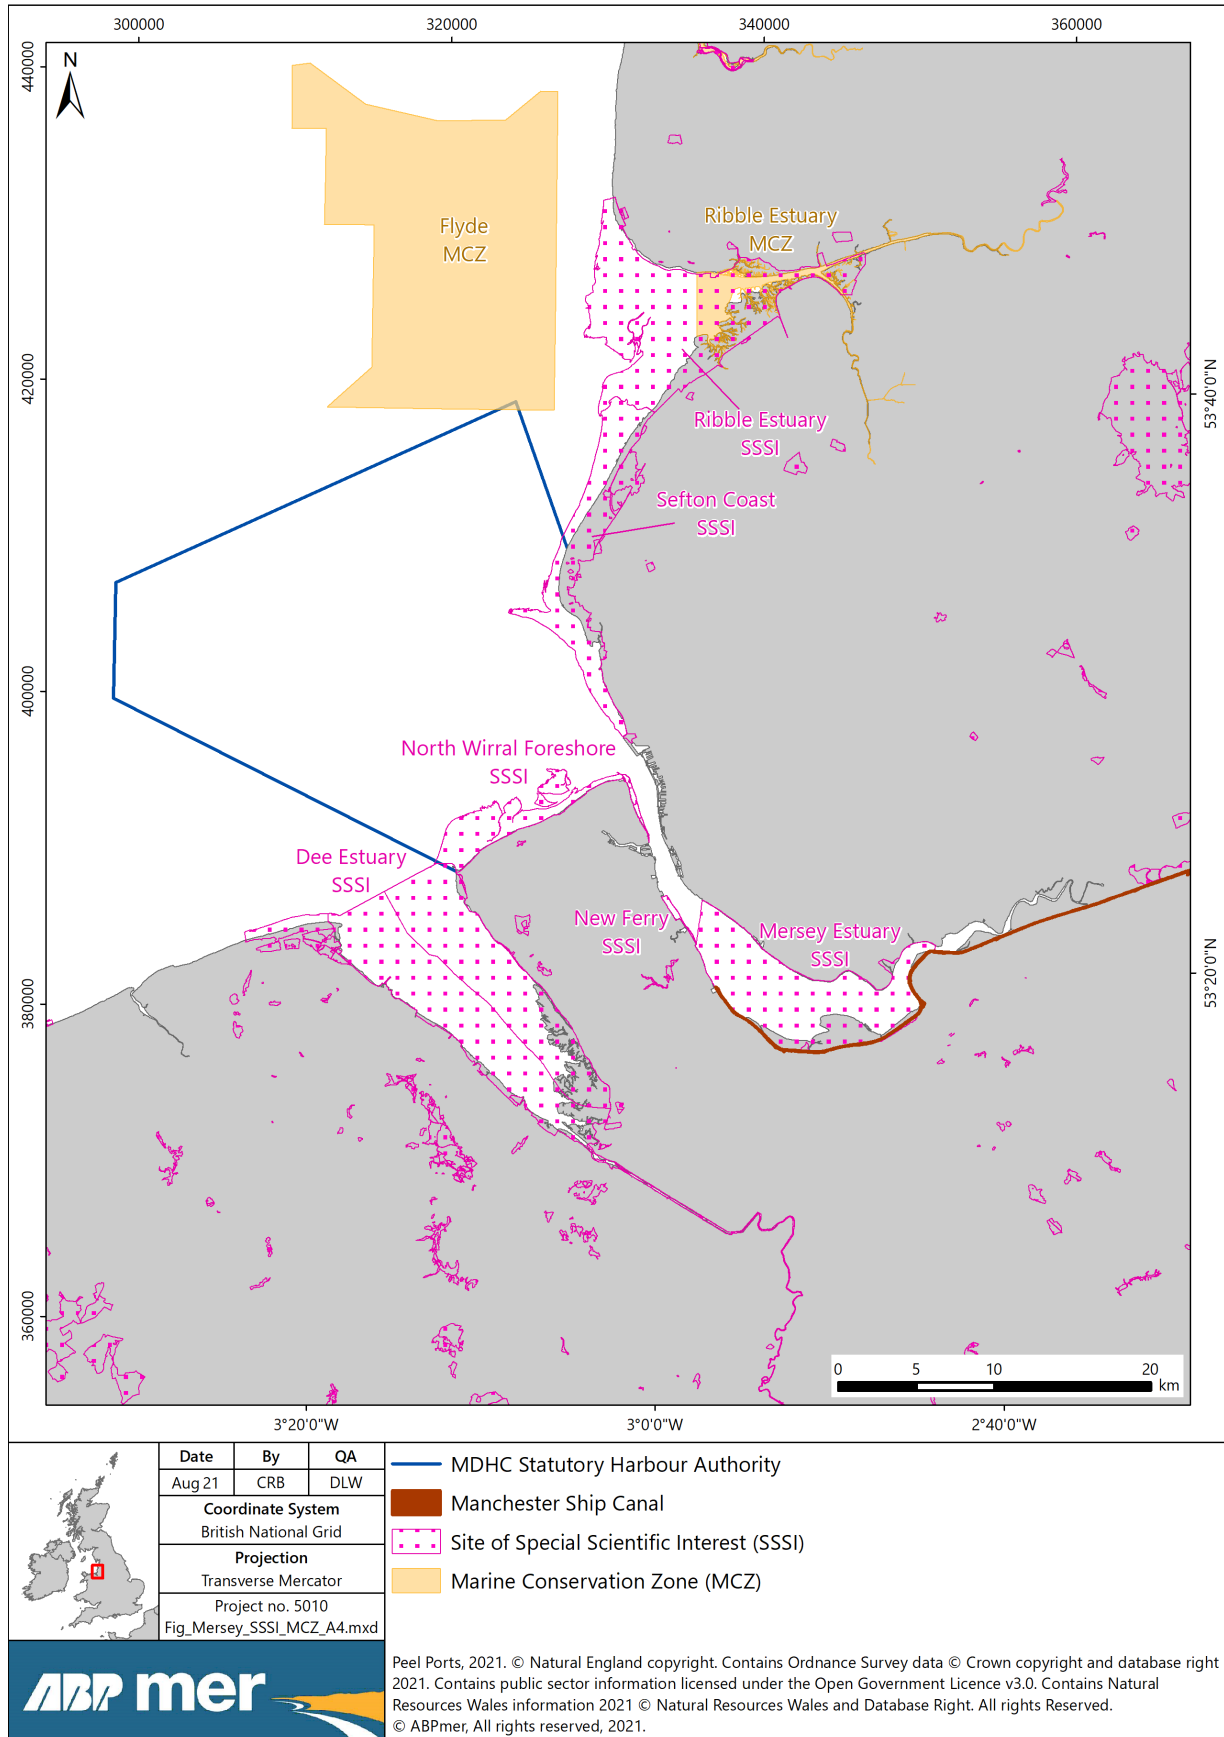 300000
320000
340000
360000
440000
420000
400000
380000
360000
N
Flyde
MCZ
Ribble Estuary
MCZ
53°40'0"N
Ribble Estuary
SSSI
Sefton Coast
SSSI
North Wirral Foreshore
SSSI
Dee Estuary
SSSI
New Ferry
SSSI
Mersey Estuary
SSSI
53°20'0"N
0 5 10 20
km
3°20'0"W
3°0'0"W
2°40'0"W
Date By QA
Aug 21 CRB DLW
Coordinate System
British National Grid
Projection
Transverse Mercator
Project no. 5010
Fig_Mersey_SSSI_MCZ_A4.mxd
MDHC Statutory Harbour Authority
Manchester Ship Canal
Site of Special Scientific Interest (SSSI)
Marine Conservation Zone (MCZ)
ABPmer
Peel Ports, 2021. © Natural England copyright. Contains Ordnance Survey data © Crown copyright and database right
2021. Contains public sector information licensed under the Open Government Licence v3.0. Contains Natural
Resources Wales information 2021 © Natural Resources Wales and Database Right. All rights Reserved.
© ABPmer, All rights reserved, 2021.